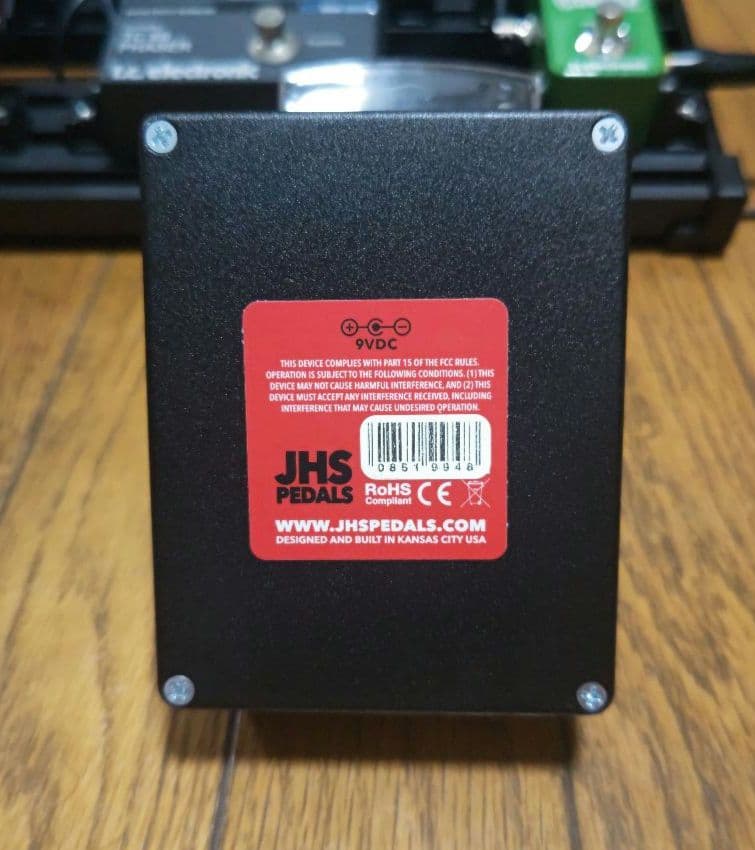 t.c. electronic
9VDC
THIS DEVICE COMPLIES WITH PART 15 OF THE FCC RULES.
OPERATION IS SUBJECT TO THE FOLLOWING CONDITIONS. (1) THIS
DEVICE MAY NOT CAUSE HARMFUL INTERFERENCE, AND (2) THIS
DEVICE MUST ACCEPT ANY INTERFERENCE RECEIVED, INCLUDING
INTERFERENCE THAT MAY CAUSE UNDESIRED OPERATION.
08519948
JHS
PEDALS
RoHS
Compliant
CE
WWW.JHSPEDALS.COM
DESIGNED AND BUILT IN KANSAS CITY USA